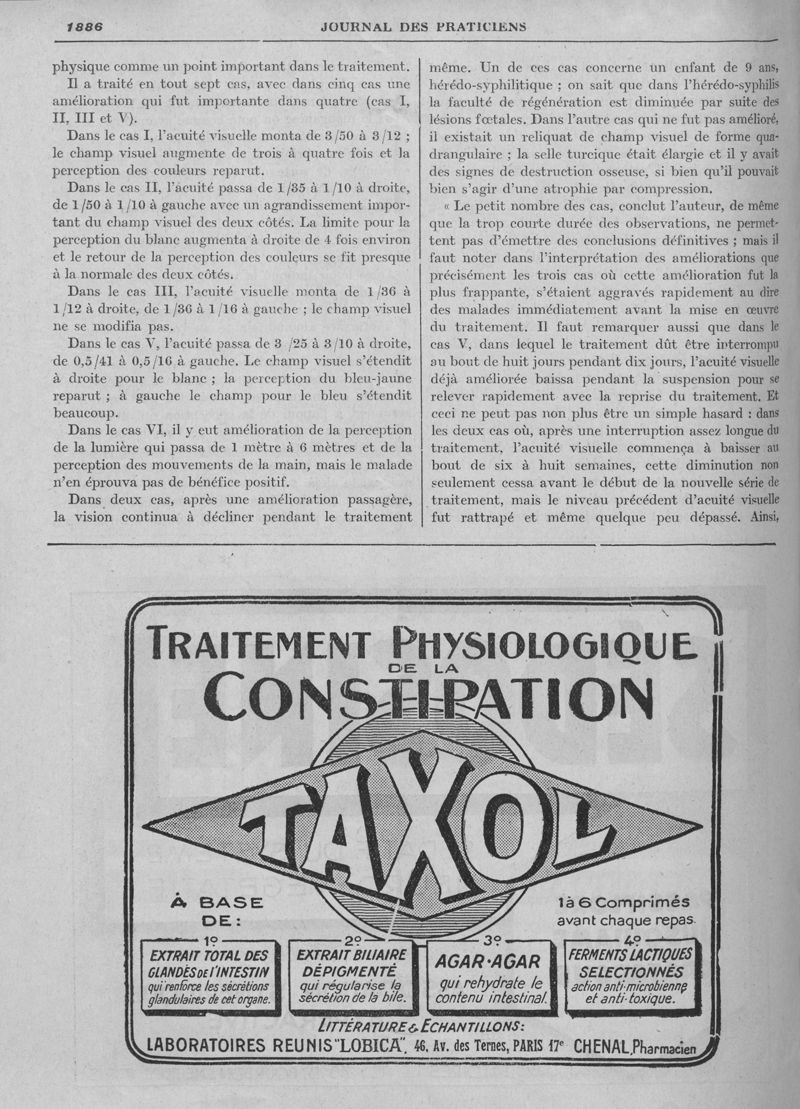 1886
JOURNAL DES PRATICIENS
physique comme un point important dans le traitement.
Il a traité en tout sept cas, avec dans cinq cas une
amélioration qui fut importante dans quatre (cas I,
II, III et V).
Dans le cas I, l'acuité visuelle monta de 3/50 à 3/12 ;
le champ visuel augmente de trois à quatre fois et la
perception des couleurs reparut.
Dans le cas II, l'acuité passa de 1/35 à 1/10 à droite,
de 1/50 à 1/10 à gauche avec un agrandissement impor-
tant du champ visuel des deux côtés. La limite pour la
perception du blanc augmenta à droite de 4 fois environ
et le retour de la perception des couleurs se fit presque
à la normale des deux côtés.
Dans le cas III, l'acuité visuelle monta de 1/36 à
1/12 à droite, de 1/36 à 1/16 à gauche ; le champ visuel
ne se modifia pas.
Dans le cas V, l'acuité passa de 3/25 à 3/10 à droite,
de 0,5/41 à 0,5/16 à gauche. Le champ visuel s'étendit
à droite pour le blanc ; la perception du bleu-jaune
reparut ; à gauche le champ pour le bleu s'étendit
beaucoup.
Dans le cas VI, il y eut amélioration de la perception
de la lumière qui passa de 1 mètre à 6 mètres et de la
perception des mouvements de la main, mais le malade
n'en éprouva pas de bénéfice positif.
Dans deux cas, après une amélioration passagère,
la vision continua à décliner pendant le traitement
même. Un de ces cas concerne un enfant de 9 ans,
hérédo-syphilitique ; on sait que dans l'hérédo-syphilis
la faculté de régénération est diminuée par suite des
lésions fœtales. Dans l'autre cas qui ne fut pas amélioré,
il existait un reliquat de champ visuel de forme qua-
drangulaire ; la selle turcique était élargie et il y avait
des signes de destruction osseuse, si bien qu'il pouvait
bien s'agir d'une atrophie par compression.
« Le petit nombre des cas, conclut l'auteur, de même
que la trop courte durée des observations, ne permet-
tent pas d'émettre des conclusions définitives ; mais il
faut noter dans l'interprétation des améliorations que
précisément les trois cas où cette amélioration fut la
plus frappante, s'étaient aggravés rapidement au dire
des malades immédiatement avant la mise en œuvre
du traitement. Il faut remarquer aussi que dans le
cas V, dans lequel le traitement dût être interrompu
au bout de huit jours pendant dix jours, l'acuité visuelle
déjà améliorée baissa pendant la suspension pour se
relever rapidement avec la reprise du traitement. Et
ceci ne peut pas non plus être un simple hasard : dans
les deux cas où, après une interruption assez longue du
traitement, l'acuité visuelle commença à baisser au
bout de six à huit semaines, cette diminution non
seulement cessa avant le début de la nouvelle série de
traitement, mais le niveau précédent d'acuité visuelle
fut rattrapé et même quelque peu dépassé. Ainsi,
TRAITEMENT PHYSIOLOGIQUE
DE LA
CONSTIPATION
TAXOL
À BASE
DE :
1 à 6 Comprimés
avant chaque repas.
1º
EXTRAIT TOTAL DES
GLANDES DE L'INTESTIN
qui renforce les sécrétions
glandulaires de cet organe.
2º
EXTRAIT BILIAIRE
DÉPIGMENTÉ
qui régularise la
sécrétion de la bile.
3º
AGAR-AGAR
qui rehydrate le
contenu intestinal.
4º
FERMENTS LACTIQUES
SELECTIONNÉS
action anti-microbienne
et anti-toxique.
LITTÉRATURE & ÉCHANTILLONS :
LABORATOIRES REUNIS "LOBICA", 46, Av. des Ternes, PARIS 17e CHENAL, Pharmacien